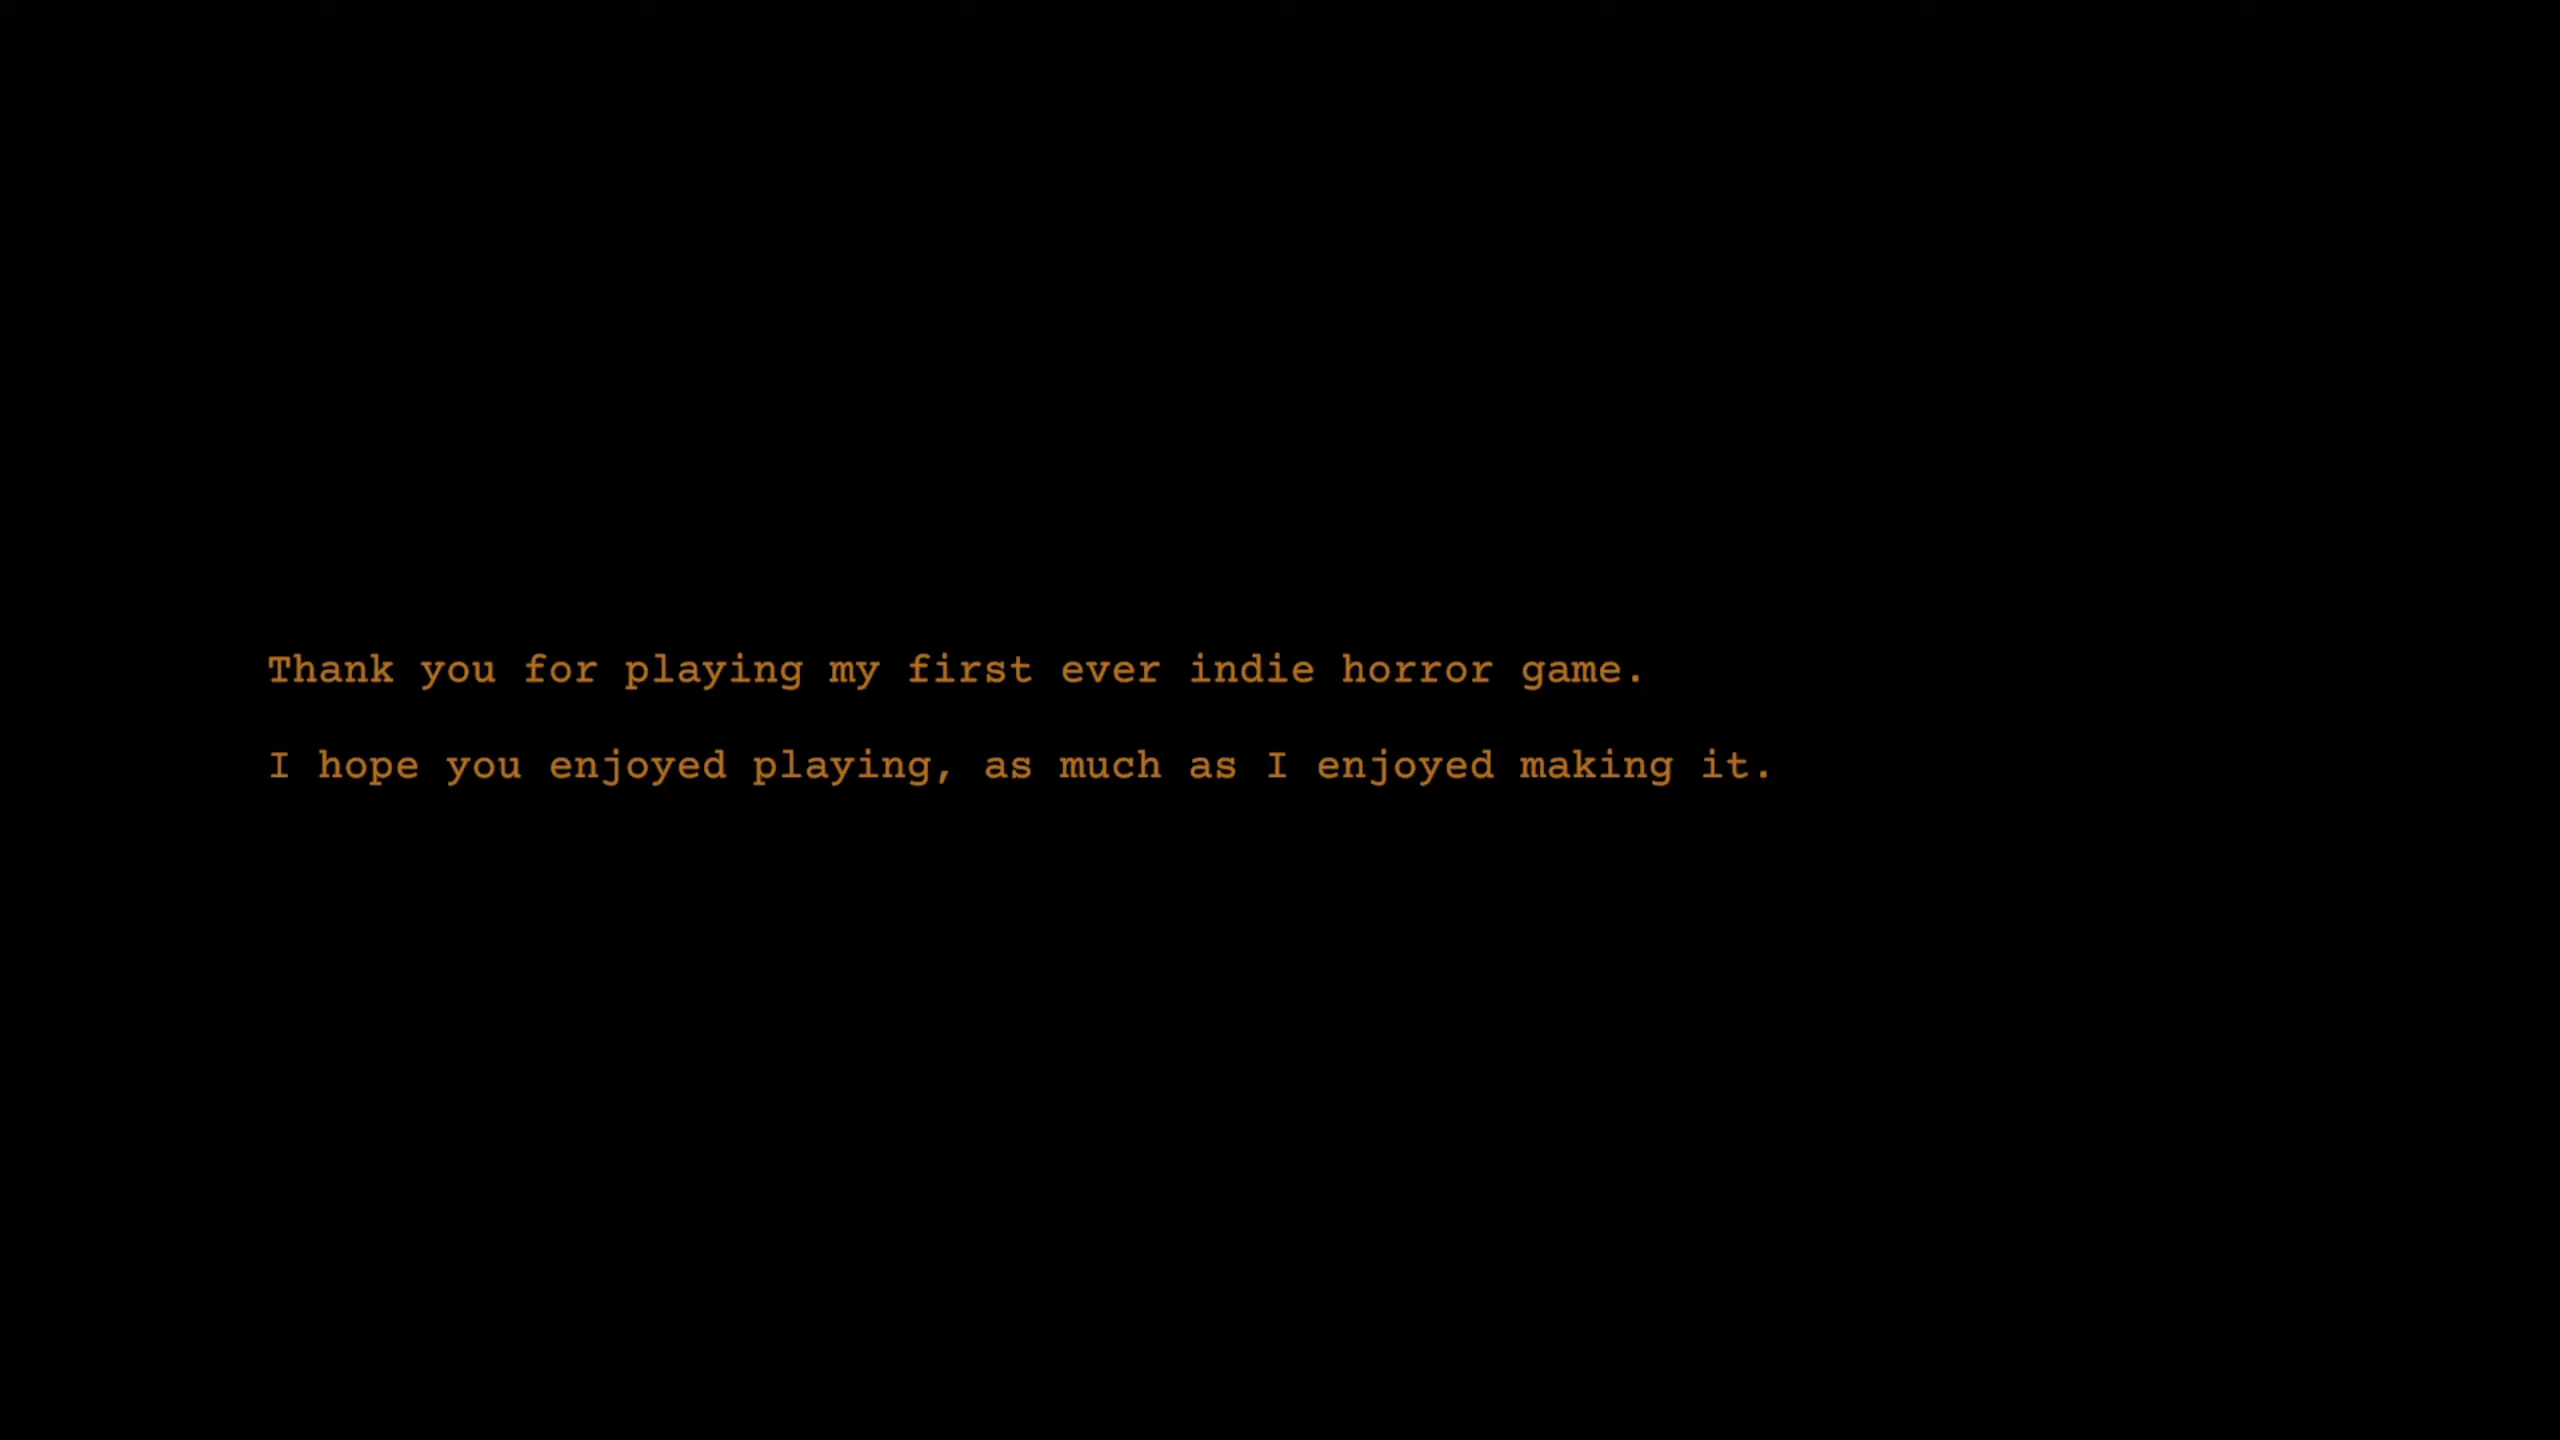 Thank you for playing my first ever indie horror game.
I hope you enjoyed playing, as much as I enjoyed making it.